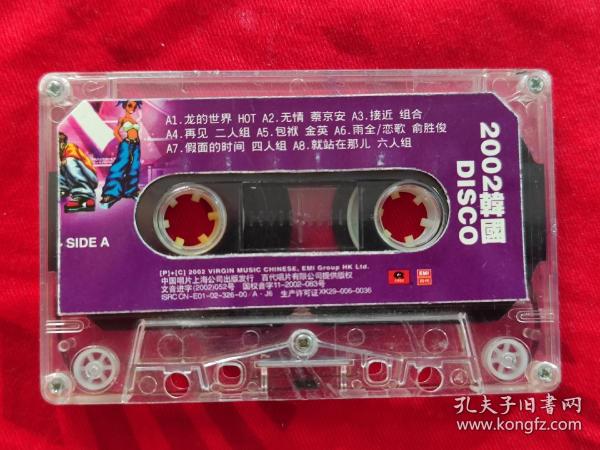 A1.龙的世界 HOT A2.无情 蔡京安 A3.接近 组合
A4.再见 二人组 A5.包袱 金英 A6.雨全/恋歌 俞胜俊
A7.假面的时间 四人组 A8.就站在那儿 六人组
2002韓國
DISCO
SIDE A
[P]+[C] 2002 VIRGIN MUSIC CHINESE, EMI Group HK Ltd.
中国唱片上海公司出版发行 百代唱片有限公司提供版权
文音进字(2002)052号 国权音字11-2002-083号
ISRC CN-E01-02-326-00/A·J6 生产许可证XK29-006-0036
EMI
百代
孔夫子旧书网
www.kongfz.com